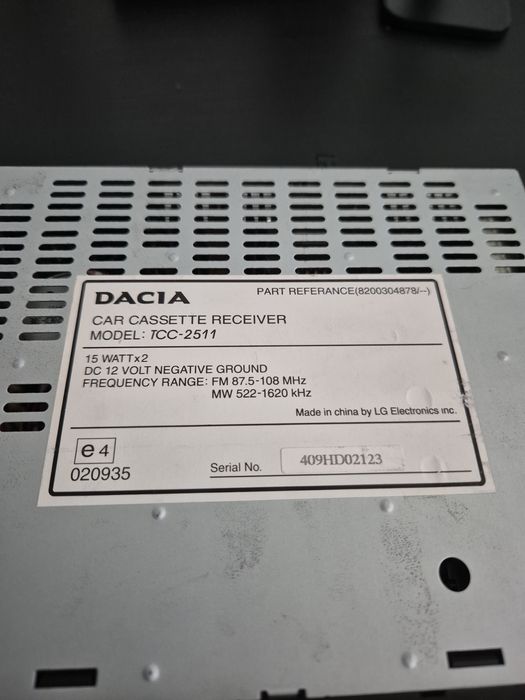 DACIA
PART REFERANCE(8200304878/--)
CAR CASSETTE RECEIVER
MODEL: TCC-2511
15 WATTx2
DC 12 VOLT NEGATIVE GROUND
FREQUENCY RANGE: FM 87.5-108 MHz
MW 522-1620 kHz
Made in china by LG Electronics inc.
e4
020935
Serial No. 409HD02123